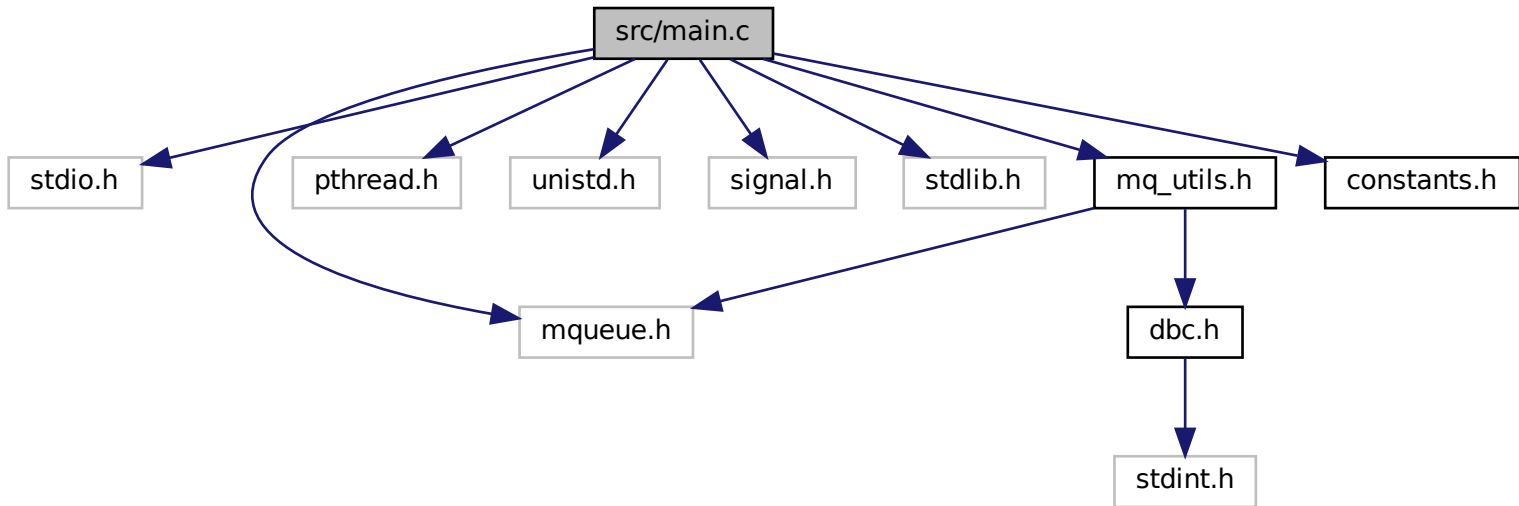 src/main.c
stdio.h
pthread.h
unistd.h
signal.h
stdlib.h
mq_utils.h
constants.h
mqueue.h
dbc.h
stdint.h